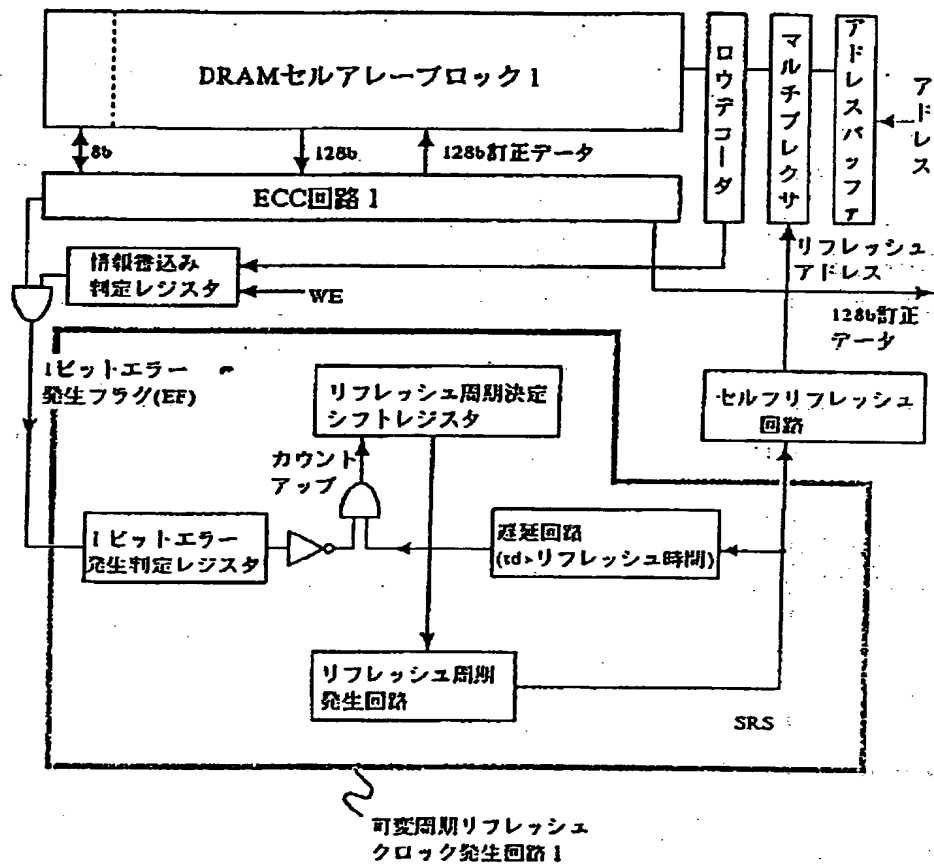 DRAMセルアレーブロック1
ロウデコーダ
マルチプレクサ
アドレスバッファ
アドレス
8b
128b
128b訂正データ
ECC回路1
情報書込み
判定レジスタ
WE
リフレッシュ
アドレス
128b訂正
データ
1ビットエラー
発生フラグ(EF)
リフレッシュ周期決定
シフトレジスタ
セルフリフレッシュ
回路
カウント
アップ
1ビットエラー
発生判定レジスタ
遅延回路
(td>リフレッシュ時間)
リフレッシュ周期
発生回路
SRS
可変周期リフレッシュ
クロック発生回路1